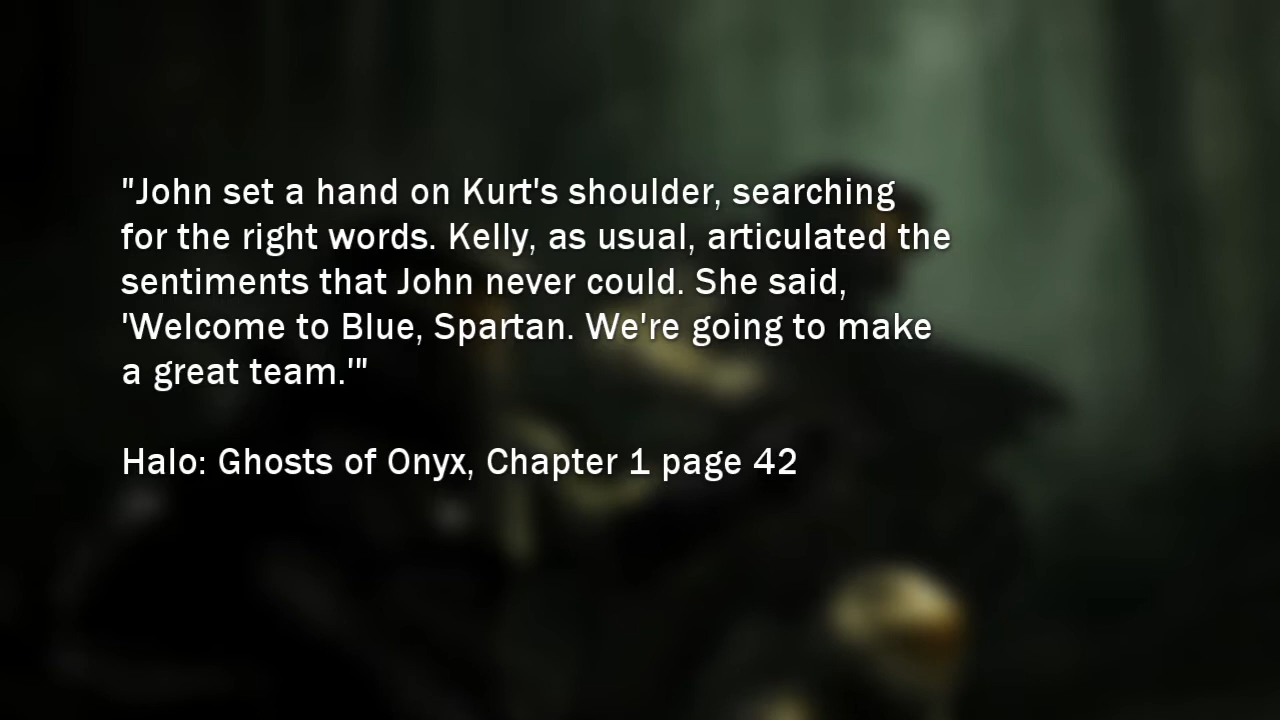 "John set a hand on Kurt's shoulder, searching
for the right words. Kelly, as usual, articulated the
sentiments that John never could. She said,
'Welcome to Blue, Spartan. We're going to make
a great team.'"
Halo: Ghosts of Onyx, Chapter 1 page 42